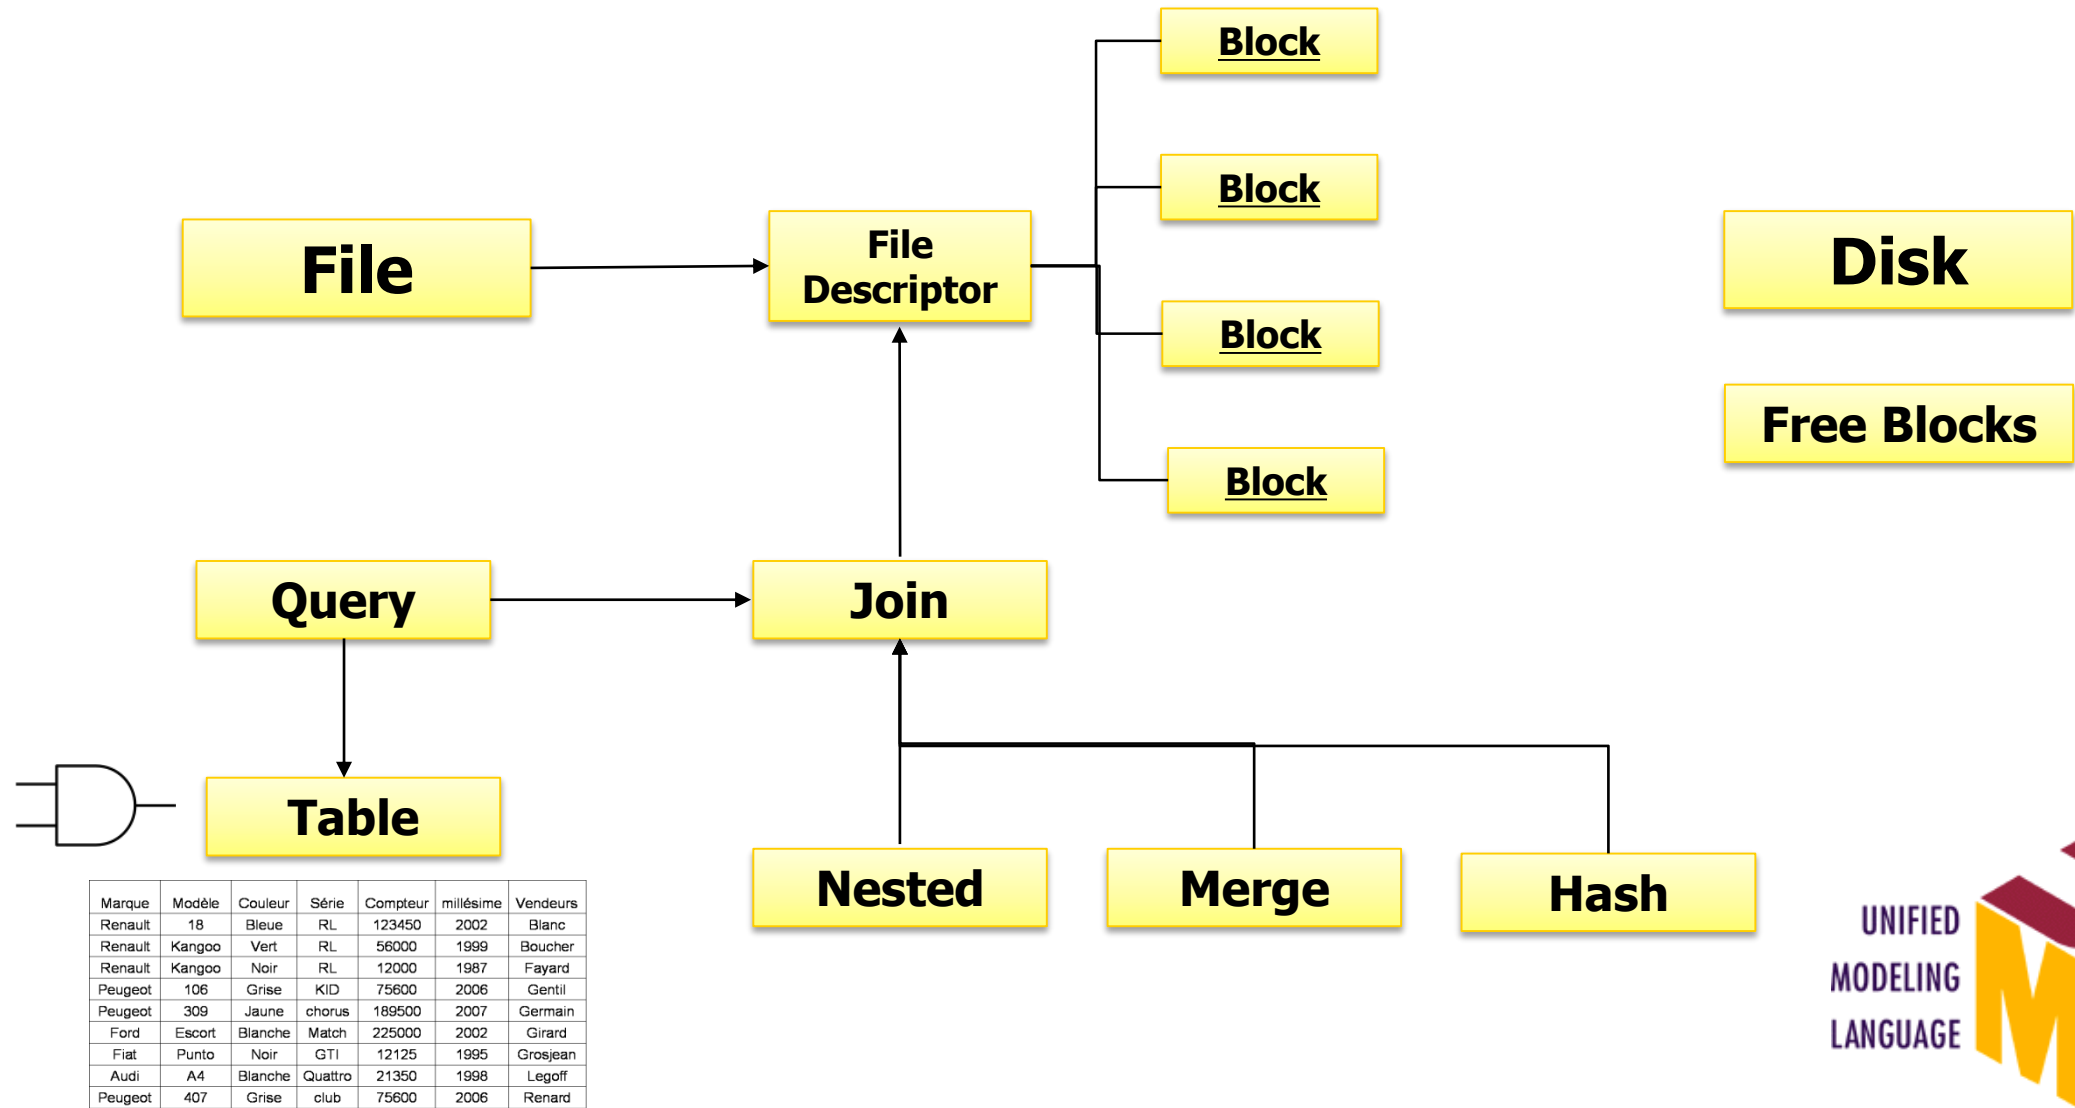 Block
Block
File
File
Descriptor
Disk
Block
Free Blocks
Block
Query
Join
Table
Nested
Merge
Hash
Marque Modèle Couleur Série Compteur millésime Vendeurs
Renault 18 Bleue RL 123450 2002 Blanc
Renault Kangoo Vert RL 56000 1999 Boucher
Renault Kangoo Noir RL 12000 1987 Fayard
Peugeot 106 Grise KID 75600 2006 Gentil
Peugeot 309 Jaune chorus 189500 2007 Germain
Ford Escort Blanche Match 225000 2002 Girard
Fiat Punto Noir GTI 12125 1995 Grosjean
Audi A4 Blanche Quattro 21350 1998 Legoff
Peugeot 407 Grise club 75600 2006 Renard
UNIFIED
MODELING
LANGUAGE